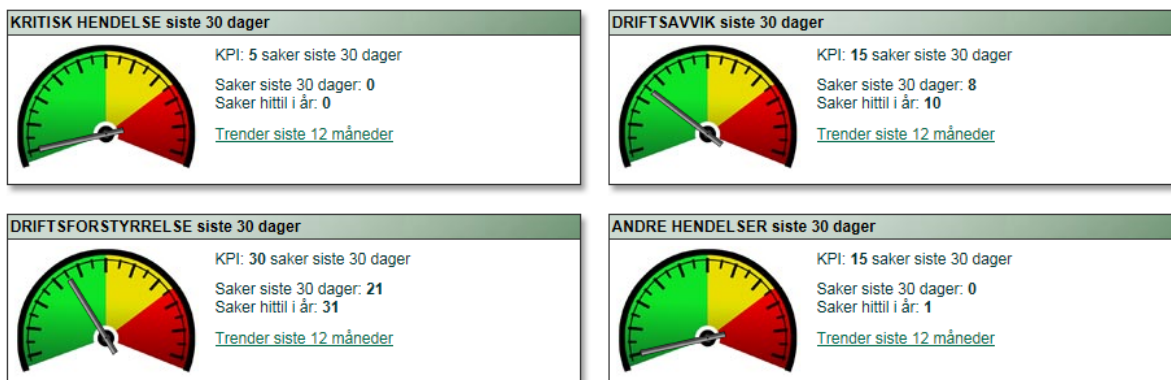 KRITISK HENDELSE siste 30 dager
KPI: 5 saker siste 30 dager
Saker siste 30 dager: 0
Saker hittil i år: 0
Trender siste 12 måneder
DRIFTSAVVIK siste 30 dager
KPI: 15 saker siste 30 dager
Saker siste 30 dager: 8
Saker hittil i år: 10
Trender siste 12 måneder
DRIFTSFORSTYRRELSE siste 30 dager
KPI: 30 saker siste 30 dager
Saker siste 30 dager: 21
Saker hittil i år: 31
Trender siste 12 måneder
ANDRE HENDELSER siste 30 dager
KPI: 15 saker siste 30 dager
Saker siste 30 dager: 0
Saker hittil i år: 1
Trender siste 12 måneder